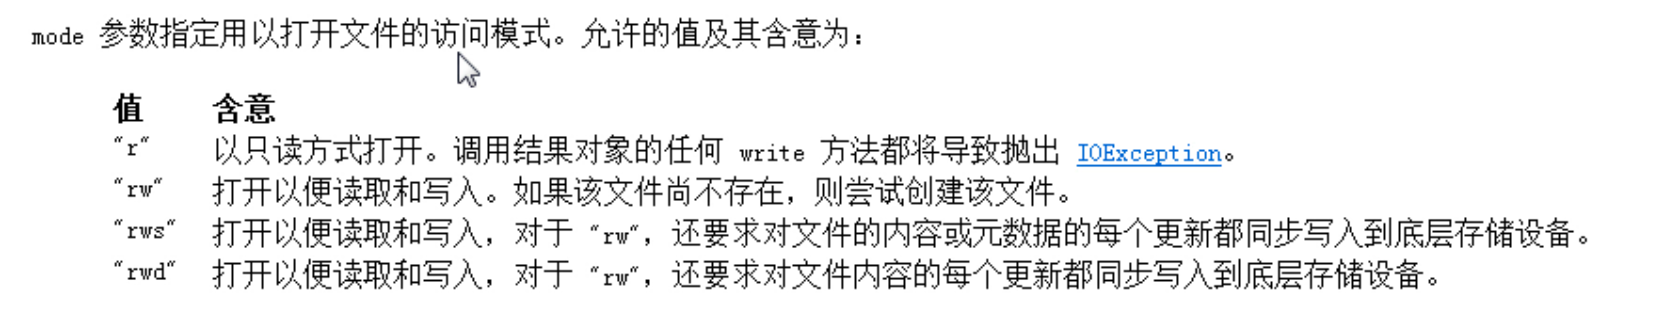 mode 参数指定用以打开文件的访问模式。允许的值及其含意为：
值 含意
"r" 以只读方式打开。调用结果对象的任何 write 方法都将导致抛出 IOException。
"rw" 打开以便读取和写入。如果该文件尚不存在，则尝试创建该文件。
"rws" 打开以便读取和写入，对于 "rw"，还要求对文件的内容或元数据的每个更新都同步写入到底层存储设备。
"rwd" 打开以便读取和写入，对于 "rw"，还要求对文件内容的每个更新都同步写入到底层存储设备。